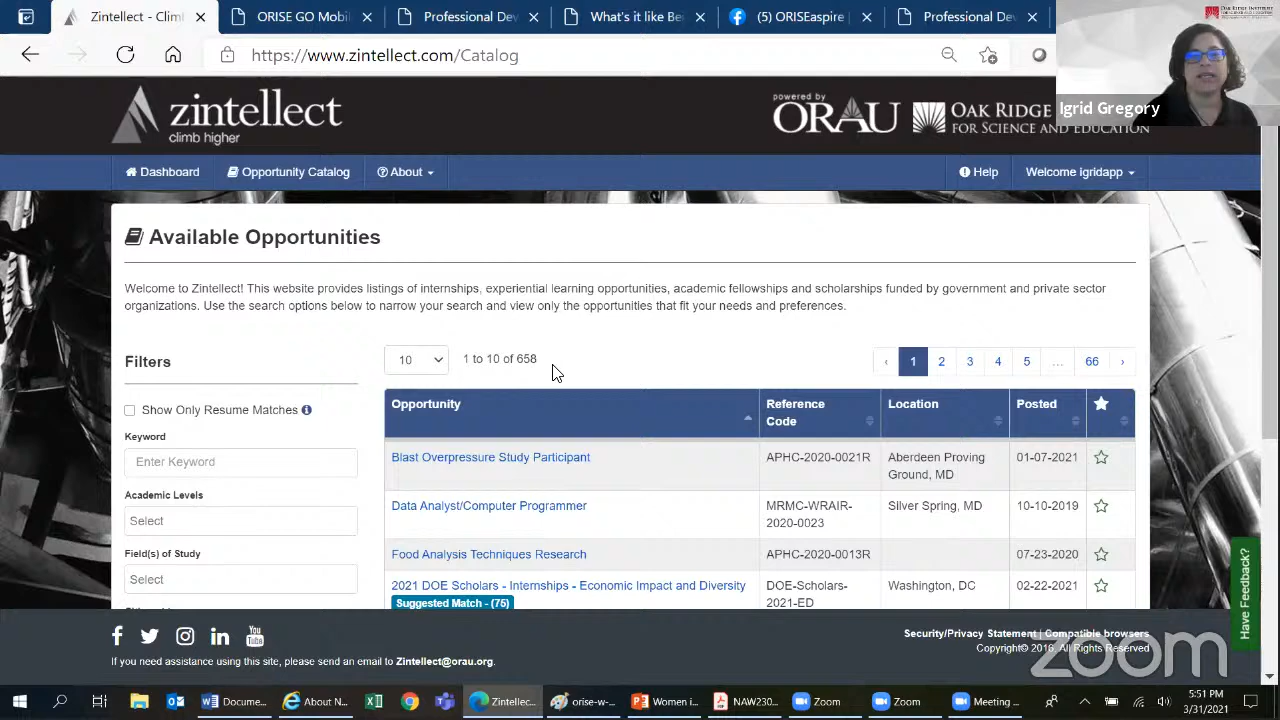 Zintellect - Cli
ORISE GO Mobil
Professional Dev
What's it like Be
(5) ORISEaspire
Professional Dev
https://www.zintellect.com/Catalog
OAK RIDGE INSTITUTE
Igrid Gregory
zintellect
climb higher
powered by
ORAU
OAK RIDGE
FOR SCIENCE AND EDUCATION
Dashboard
Opportunity Catalog
About
Help
Welcome igridapp
Available Opportunities
Welcome to Zintellect! This website provides listings of internships, experiential learning opportunities, academic fellowships and scholarships funded by government and private sector
organizations. Use the search options below to narrow your search and view only the opportunities that fit your needs and preferences.
Filters
10
1 to 10 of 658
‹ 1 2 3 4 5 ... 66 ›
Show Only Resume Matches
Keyword
Enter Keyword
Academic Levels
Select
Field(s) of Study
Select
Opportunity
Reference
Code
Location
Posted
Blast Overpressure Study Participant
APHC-2020-0021R
Aberdeen Proving
Ground, MD
01-07-2021
Data Analyst/Computer Programmer
MRMC-WRAIR-
2020-0023
Silver Spring, MD
10-10-2019
Food Analysis Techniques Research
APHC-2020-0013R
07-23-2020
2021 DOE Scholars - Internships - Economic Impact and Diversity
Suggested Match - (75)
DOE-Scholars-
2021-ED
Washington, DC
02-22-2021
Have Feedback?
If you need assistance using this site, please send an email to Zintellect@orau.org.
Security/Privacy Statement | Compatible browsers
Copyright© 2016. All Rights Reserved
zoom
Docume...
About N...
Zintellec...
orise-w-...
Women i...
NAW230...
Zoom
Zoom
Meeting ...
5:51 PM
3/31/2021